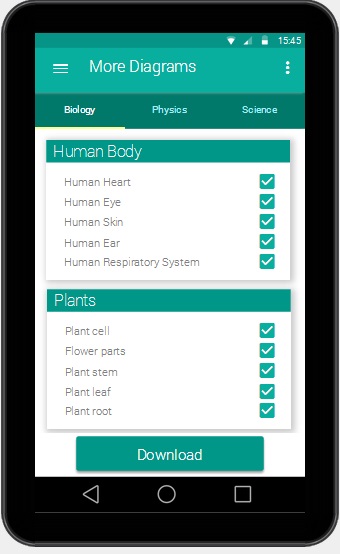 15:45
More Diagrams
Biology Physics Science
Human Body
Human Heart
Human Eye
Human Skin
Human Ear
Human Respiratory System
Plants
Plant cell
Flower parts
Plant stem
Plant leaf
Plant root
Download